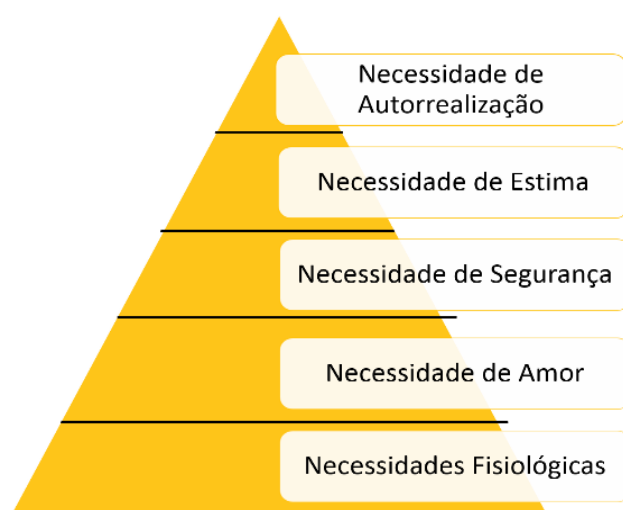 Necessidade de
Autorrealização
Necessidade de Estima
Necessidade de Segurança
Necessidade de Amor
Necessidades Fisiológicas